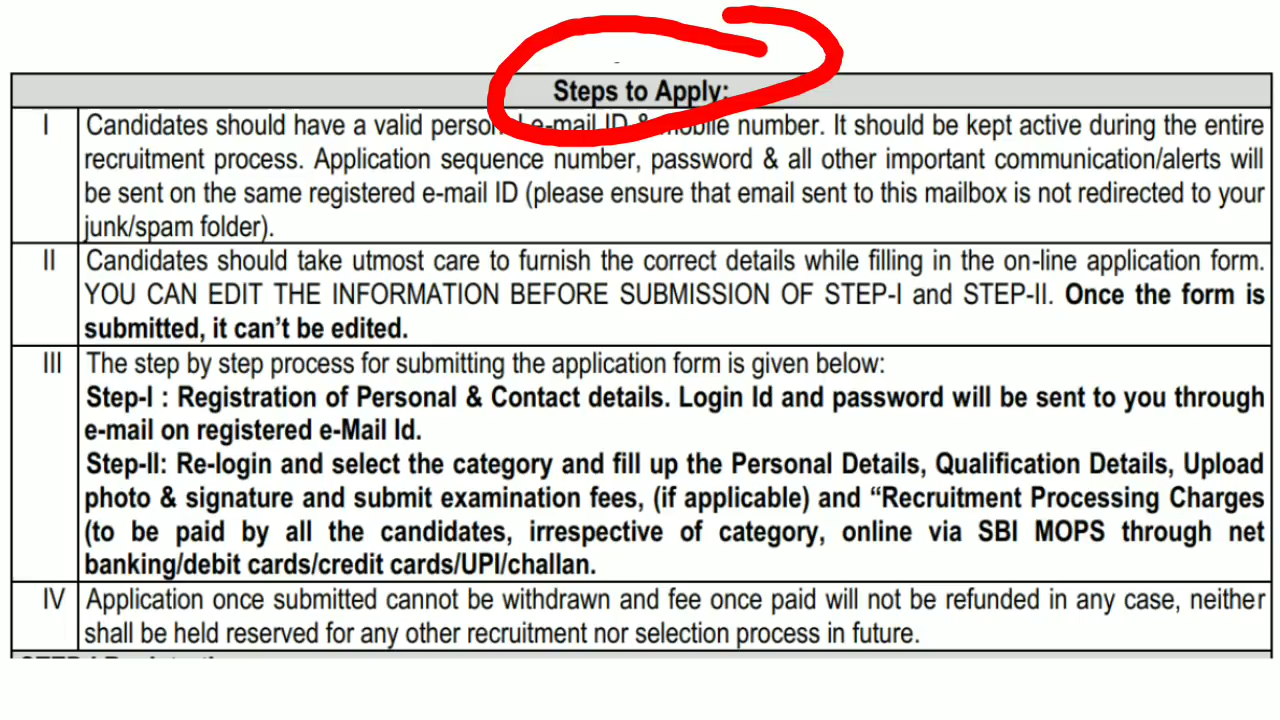 Steps to Apply:
I Candidates should have a valid personal e-mail ID & mobile number. It should be kept active during the entire
recruitment process. Application sequence number, password & all other important communication/alerts will
be sent on the same registered e-mail ID (please ensure that email sent to this mailbox is not redirected to your
junk/spam folder).
II Candidates should take utmost care to furnish the correct details while filling in the on-line application form.
YOU CAN EDIT THE INFORMATION BEFORE SUBMISSION OF STEP-I and STEP-II. Once the form is
submitted, it can't be edited.
III The step by step process for submitting the application form is given below:
Step-I : Registration of Personal & Contact details. Login Id and password will be sent to you through
e-mail on registered e-Mail Id.
Step-II: Re-login and select the category and fill up the Personal Details, Qualification Details, Upload
photo & signature and submit examination fees, (if applicable) and “Recruitment Processing Charges
(to be paid by all the candidates, irrespective of category, online via SBI MOPS through net
banking/debit cards/credit cards/UPI/challan.
IV Application once submitted cannot be withdrawn and fee once paid will not be refunded in any case, neither
shall be held reserved for any other recruitment nor selection process in future.